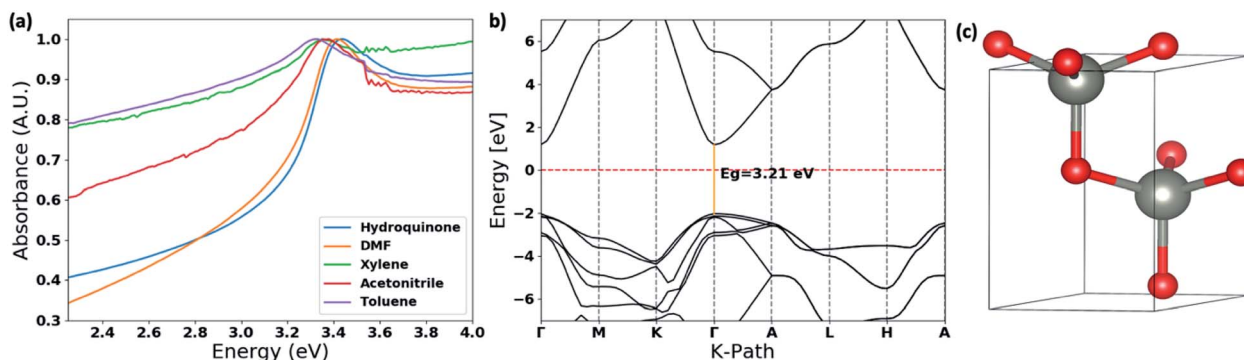 (a)
1.0
0.9
0.8
0.7
0.6
0.5
0.4
0.3
Absorbance (A.U.)
2.4 2.6 2.8 3.0 3.2 3.4 3.6 3.8 4.0
Energy (eV)
Hydroquinone
DMF
Xylene
Acetonitrile
Toluene
b)
6
4
2
0
−2
−4
−6
Energy [eV]
Eg=3.21 eV
Γ M K Γ A L H A
K-Path
(c)